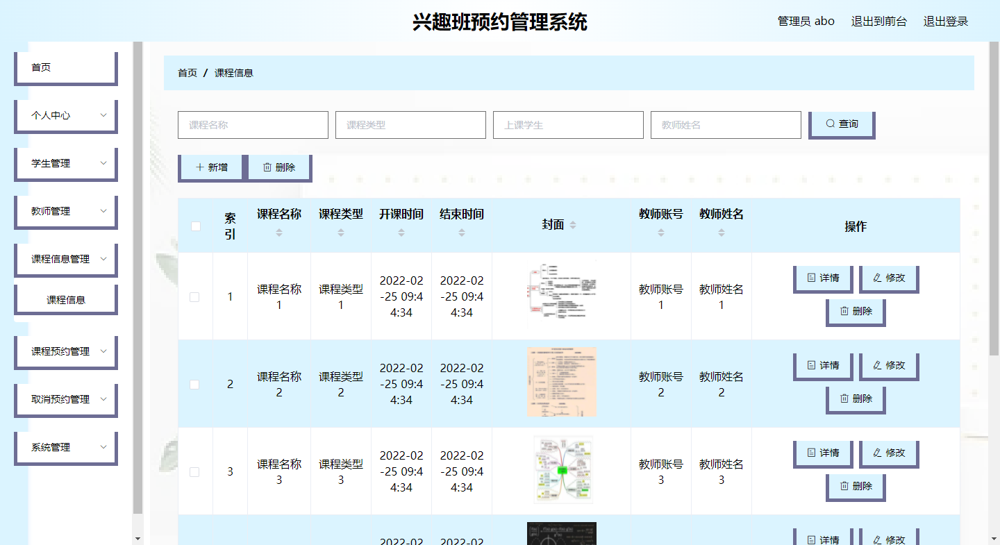 兴趣班预约管理系统
管理员 abo 退出到前台 退出登录
首页
个人中心
学生管理
教师管理
课程信息管理
课程信息
课程预约管理
取消预约管理
系统管理
首页 / 课程信息
课程名称 课程类型 上课学生 教师姓名 查询
新增 删除
索引 课程名称 课程类型 开课时间 结束时间 封面 教师账号 教师姓名 操作
1 课程名称1 课程类型1 2022-02-25 09:44:34 2022-02-25 09:44:34 教师账号1 教师姓名1 详情 修改 删除
2 课程名称2 课程类型2 2022-02-25 09:44:34 2022-02-25 09:44:34 教师账号2 教师姓名2 详情 修改 删除
3 课程名称3 课程类型3 2022-02-25 09:44:34 2022-02-25 09:44:34 教师账号3 教师姓名3 详情 修改 删除
2022-02 2022-02 详情 修改